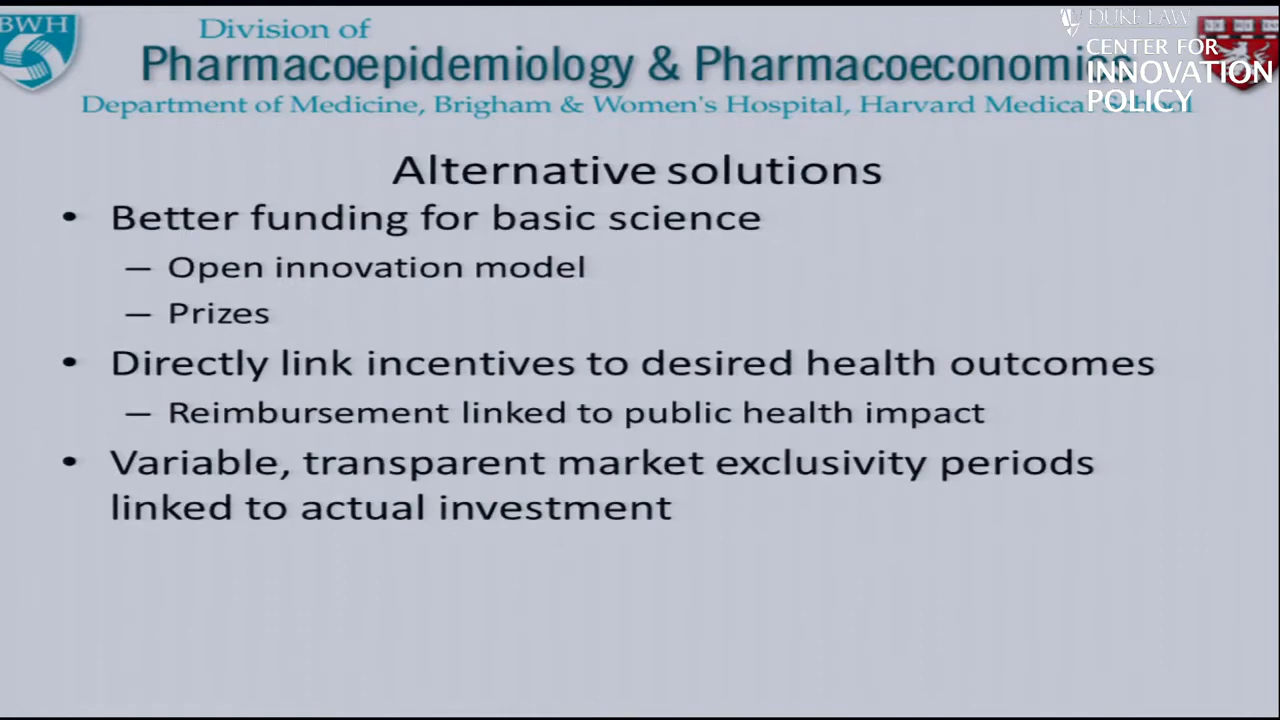 BWH
Division of
Pharmacoepidemiology & Pharmacoeconomi
Department of Medicine, Brigham & Women's Hospital, Harvard Medical School
DUKE LAW
CENTER FOR
INNOVATION
POLICY
Alternative solutions
• Better funding for basic science
– Open innovation model
– Prizes
• Directly link incentives to desired health outcomes
– Reimbursement linked to public health impact
• Variable, transparent market exclusivity periods
linked to actual investment